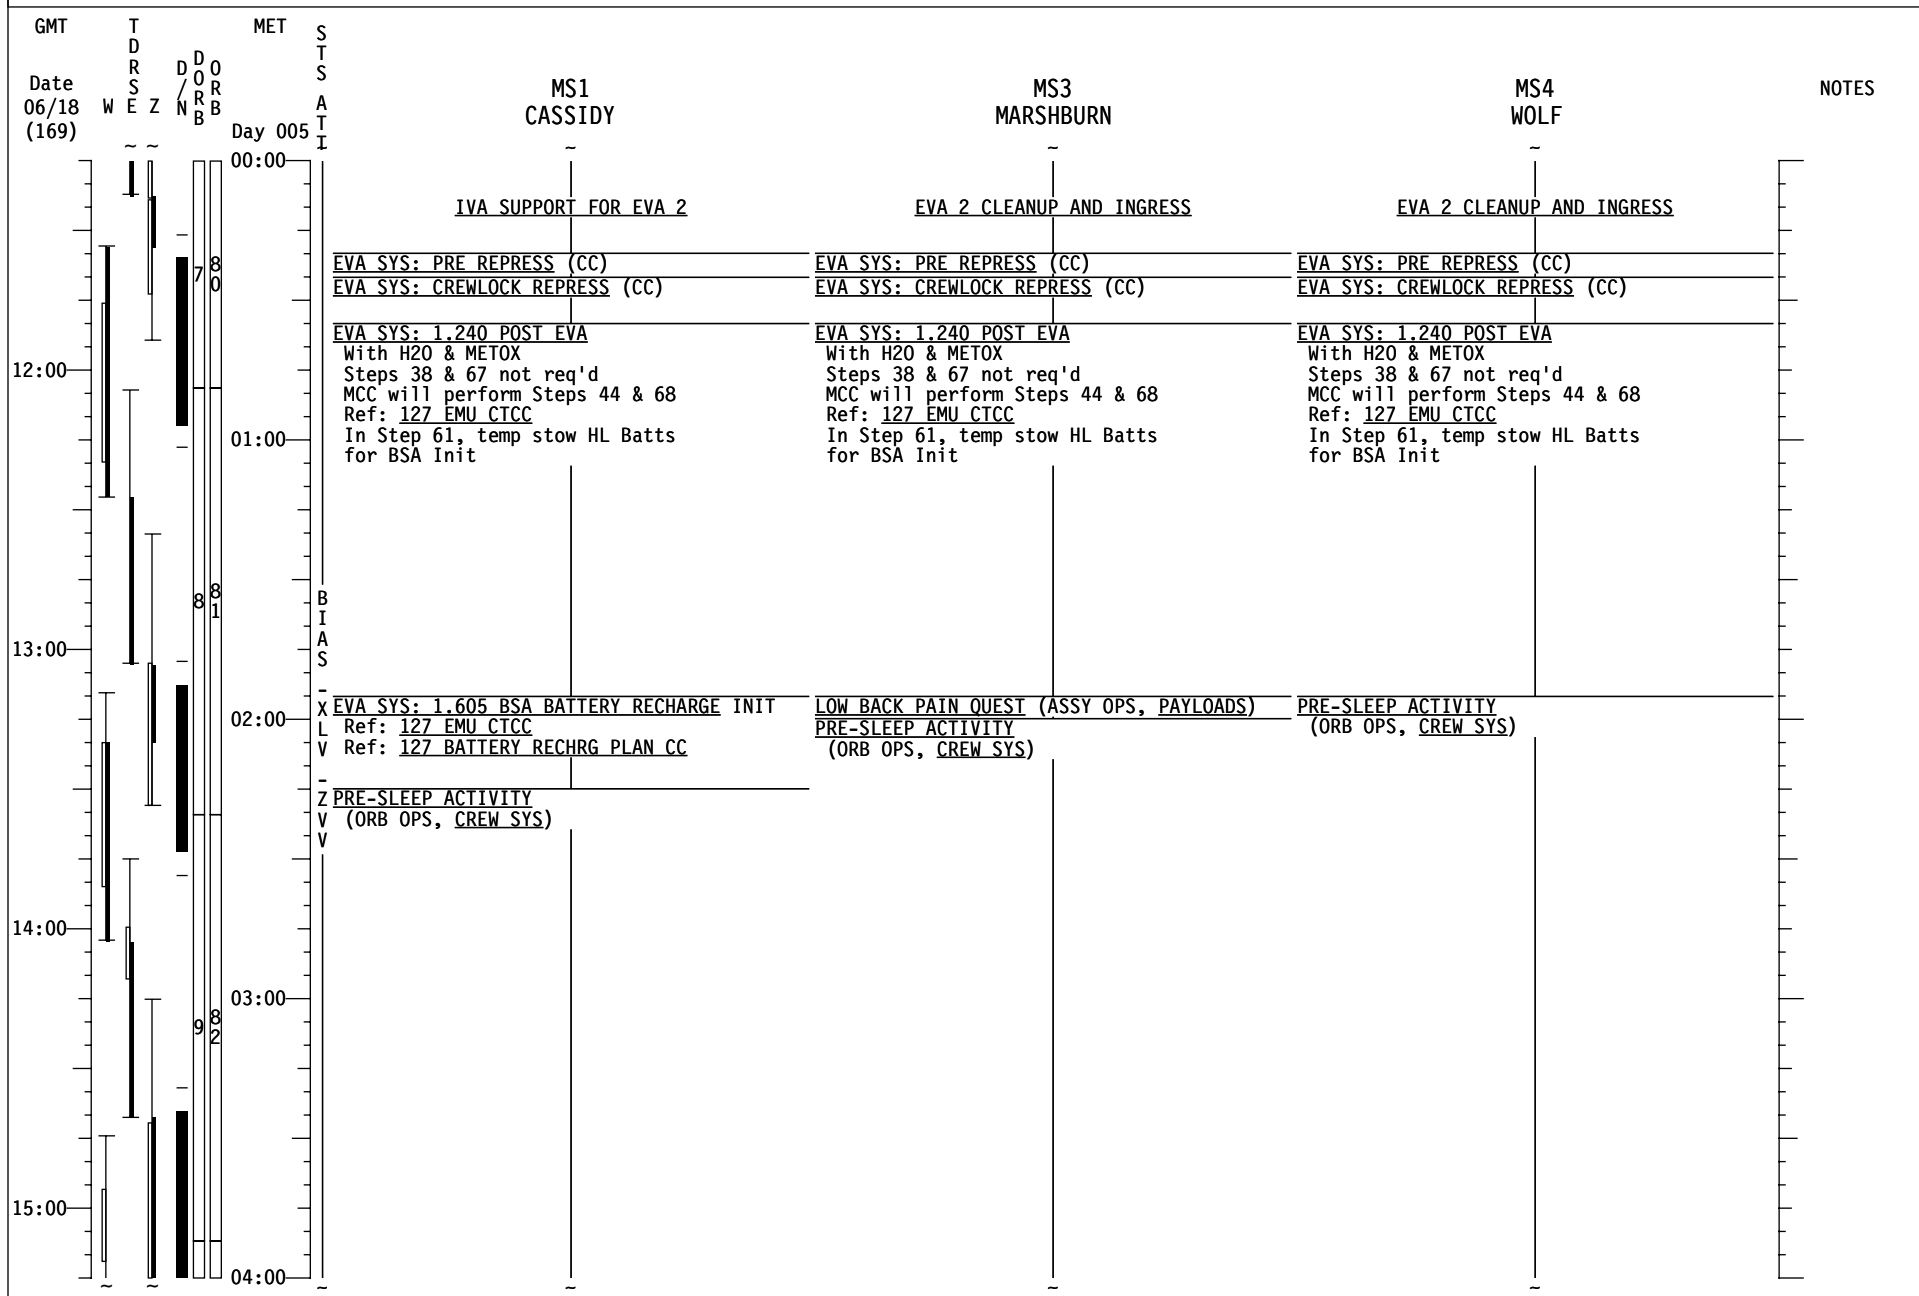 GMT
Date
06/18
(169)
TDRS
W E Z
D/N
DORB
ORB
MET
Day 005
STS ATT
MS1
CASSIDY
MS3
MARSHBURN
MS4
WOLF
NOTES
~ ~ ~ ~ ~
00:00
IVA SUPPORT FOR EVA 2
EVA 2 CLEANUP AND INGRESS
EVA 2 CLEANUP AND INGRESS
7
80
EVA SYS: PRE REPRESS (CC)
EVA SYS: PRE REPRESS (CC)
EVA SYS: PRE REPRESS (CC)
EVA SYS: CREWLOCK REPRESS (CC)
EVA SYS: CREWLOCK REPRESS (CC)
EVA SYS: CREWLOCK REPRESS (CC)
12:00
01:00
EVA SYS: 1.240 POST EVA
With H2O & METOX
Steps 38 & 67 not req'd
MCC will perform Steps 44 & 68
Ref: 127 EMU CTCC
In Step 61, temp stow HL Batts
for BSA Init
EVA SYS: 1.240 POST EVA
With H2O & METOX
Steps 38 & 67 not req'd
MCC will perform Steps 44 & 68
Ref: 127 EMU CTCC
In Step 61, temp stow HL Batts
for BSA Init
EVA SYS: 1.240 POST EVA
With H2O & METOX
Steps 38 & 67 not req'd
MCC will perform Steps 44 & 68
Ref: 127 EMU CTCC
In Step 61, temp stow HL Batts
for BSA Init
8
81
BIAS -XLV -ZVV
13:00
02:00
EVA SYS: 1.605 BSA BATTERY RECHARGE INIT
Ref: 127 EMU CTCC
Ref: 127 BATTERY RECHRG PLAN CC
LOW BACK PAIN QUEST (ASSY OPS, PAYLOADS)
PRE-SLEEP ACTIVITY
(ORB OPS, CREW SYS)
PRE-SLEEP ACTIVITY
(ORB OPS, CREW SYS)
PRE-SLEEP ACTIVITY
(ORB OPS, CREW SYS)
14:00
03:00
9
82
15:00
04:00
~ ~ ~ ~ ~ ~